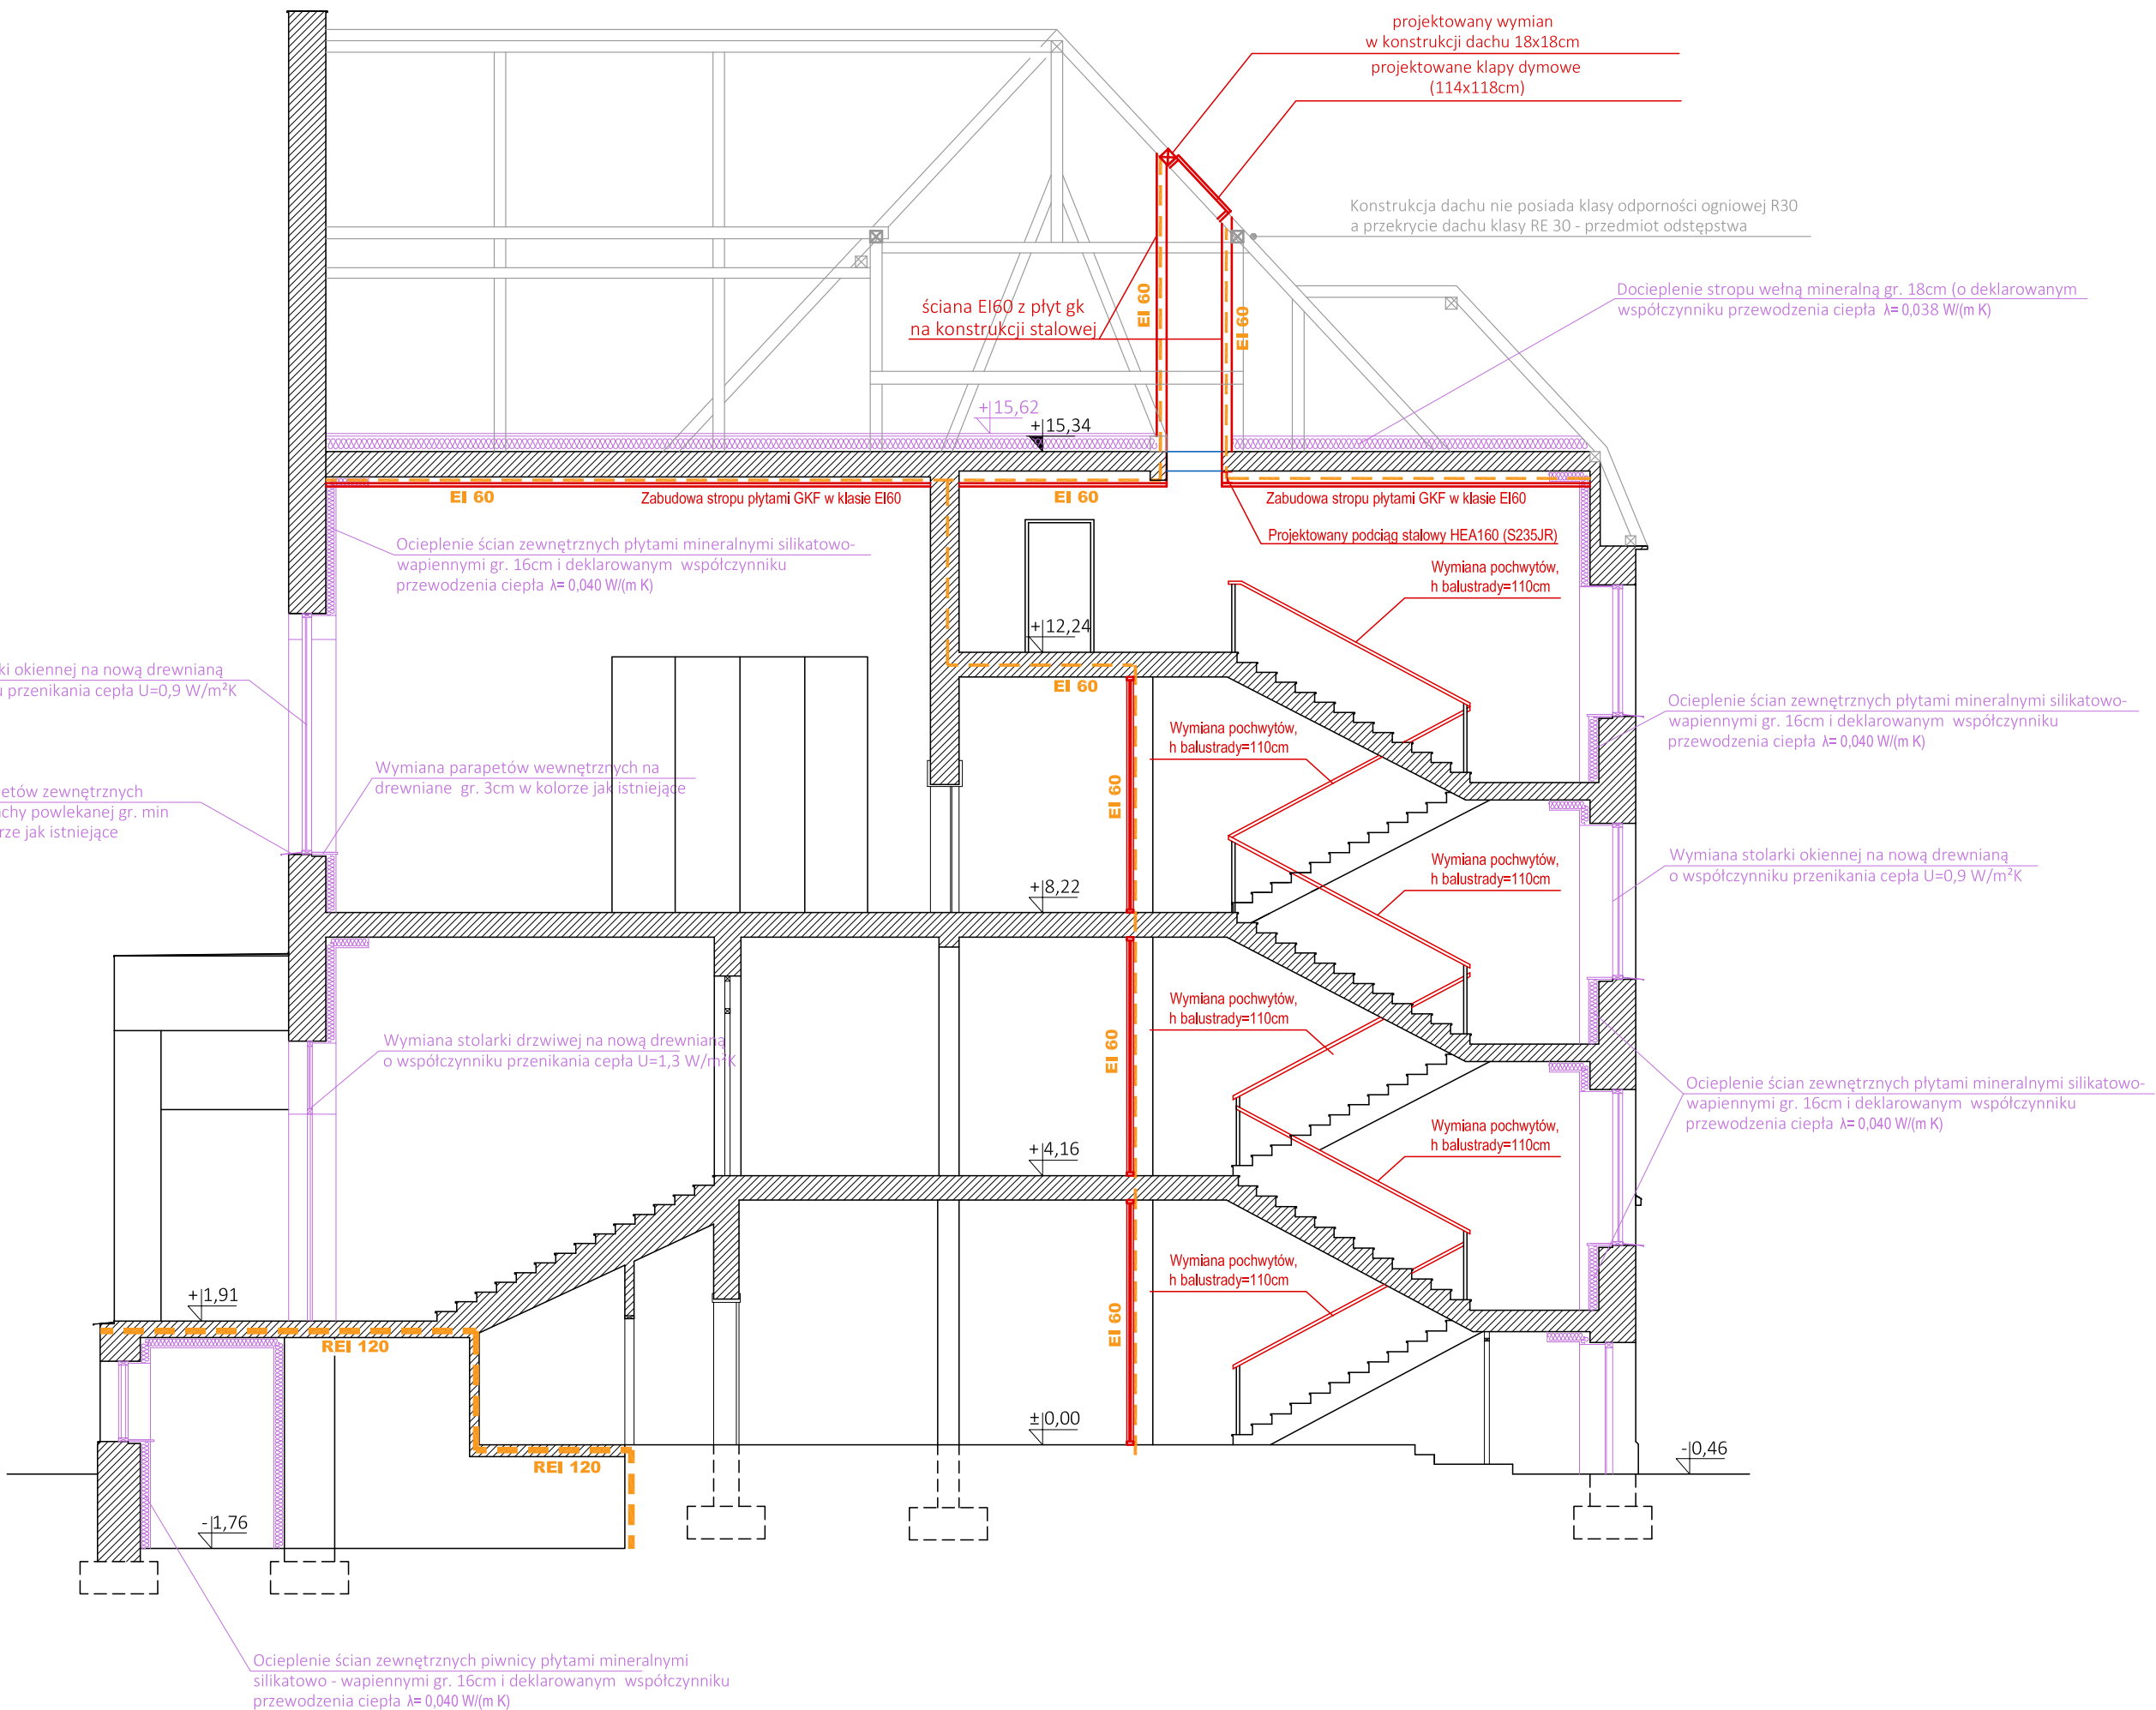 projektowany wymian
w konstrukcji dachu 18x18cm
projektowane klapy dymowe
(114x118cm)
Konstrukcja dachu nie posiada klasy odporności ogniowej R30
a przekrycie dachu klasy RE 30 - przedmiot odstępstwa
Docieplenie stropu wełną mineralną gr. 18cm (o deklarowanym
współczynniku przewodzenia ciepła λ= 0,038 W/(m K)
ściana EI60 z płyt gk
na konstrukcji stalowej
EI 60
EI 60
+15,62
+15,34
EI 60
Zabudowa stropu płytami GKF w klasie EI60
EI 60
Zabudowa stropu płytami GKF w klasie EI60
Projektowany podciąg stalowy HEA160 (S235JR)
Ocieplenie ścian zewnętrznych płytami mineralnymi silikatowo-
wapiennymi gr. 16cm i deklarowanym współczynniku
przewodzenia ciepła λ= 0,040 W/(m K)
Wymiana pochwytów,
h balustrady=110cm
+12,24
EI 60
ki okiennej na nową drewnianą
u przenikania cepła U=0,9 W/m²K
Ocieplenie ścian zewnętrznych płytami mineralnymi silikatowo-
wapiennymi gr. 16cm i deklarowanym współczynniku
przewodzenia ciepła λ= 0,040 W/(m K)
Wymiana pochwytów,
h balustrady=110cm
Wymiana parapetów wewnętrznych na
drewniane gr. 3cm w kolorze jak istniejące
etów zewnętrznych
achy powlekanej gr. min
rze jak istniejące
EI 60
Wymiana pochwytów,
h balustrady=110cm
Wymiana stolarki okiennej na nową drewnianą
o współczynniku przenikania cepła U=0,9 W/m²K
+8,22
Wymiana pochwytów,
h balustrady=110cm
Wymiana stolarki drzwiwej na nową drewnianą
o współczynniku przenikania cepła U=1,3 W/m²K
EI 60
Ocieplenie ścian zewnętrznych płytami mineralnymi silikatowo-
wapiennymi gr. 16cm i deklarowanym współczynniku
przewodzenia ciepła λ= 0,040 W/(m K)
Wymiana pochwytów,
h balustrady=110cm
+4,16
Wymiana pochwytów,
h balustrady=110cm
EI 60
+1,91
REI 120
±0,00
REI 120
-0,46
-1,76
Ocieplenie ścian zewnętrznych piwnicy płytami mineralnymi
silikatowo - wapiennymi gr. 16cm i deklarowanym współczynniku
przewodzenia ciepła λ= 0,040 W/(m K)